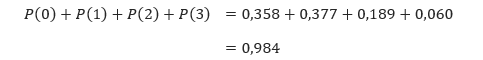 P(0) + P(1) + P(2) + P(3) = 0,358 + 0,377 + 0,189 + 0,060
= 0,984